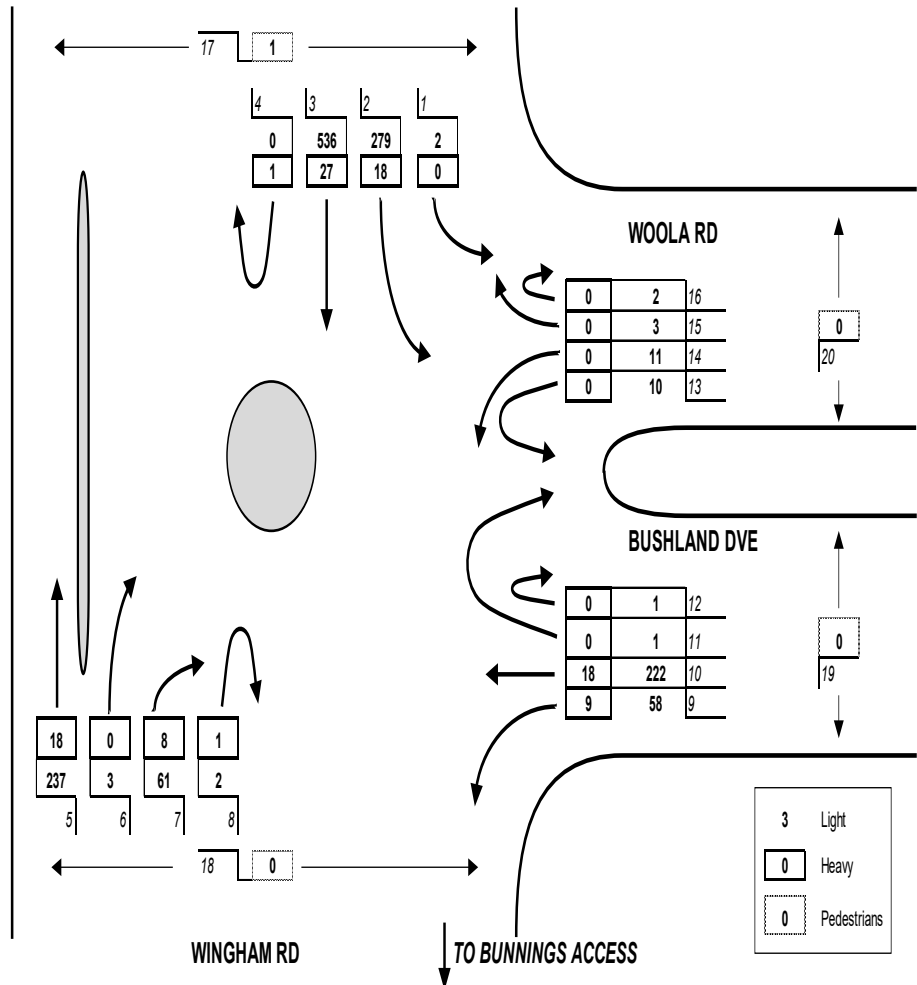 17 1
4 3 2 1
0 536 279 2
1 27 18 0
WOOLA RD
0 2 16
0 3 15
0 11 14
0 10 13
0
20
BUSHLAND DVE
0 1 12
0 1 11
18 222 10
9 58 9
0
19
18 0 8 1
237 3 61 2
5 6 7 8
18 0
3 Light
0 Heavy
0 Pedestrians
WINGHAM RD
TO BUNNINGS ACCESS